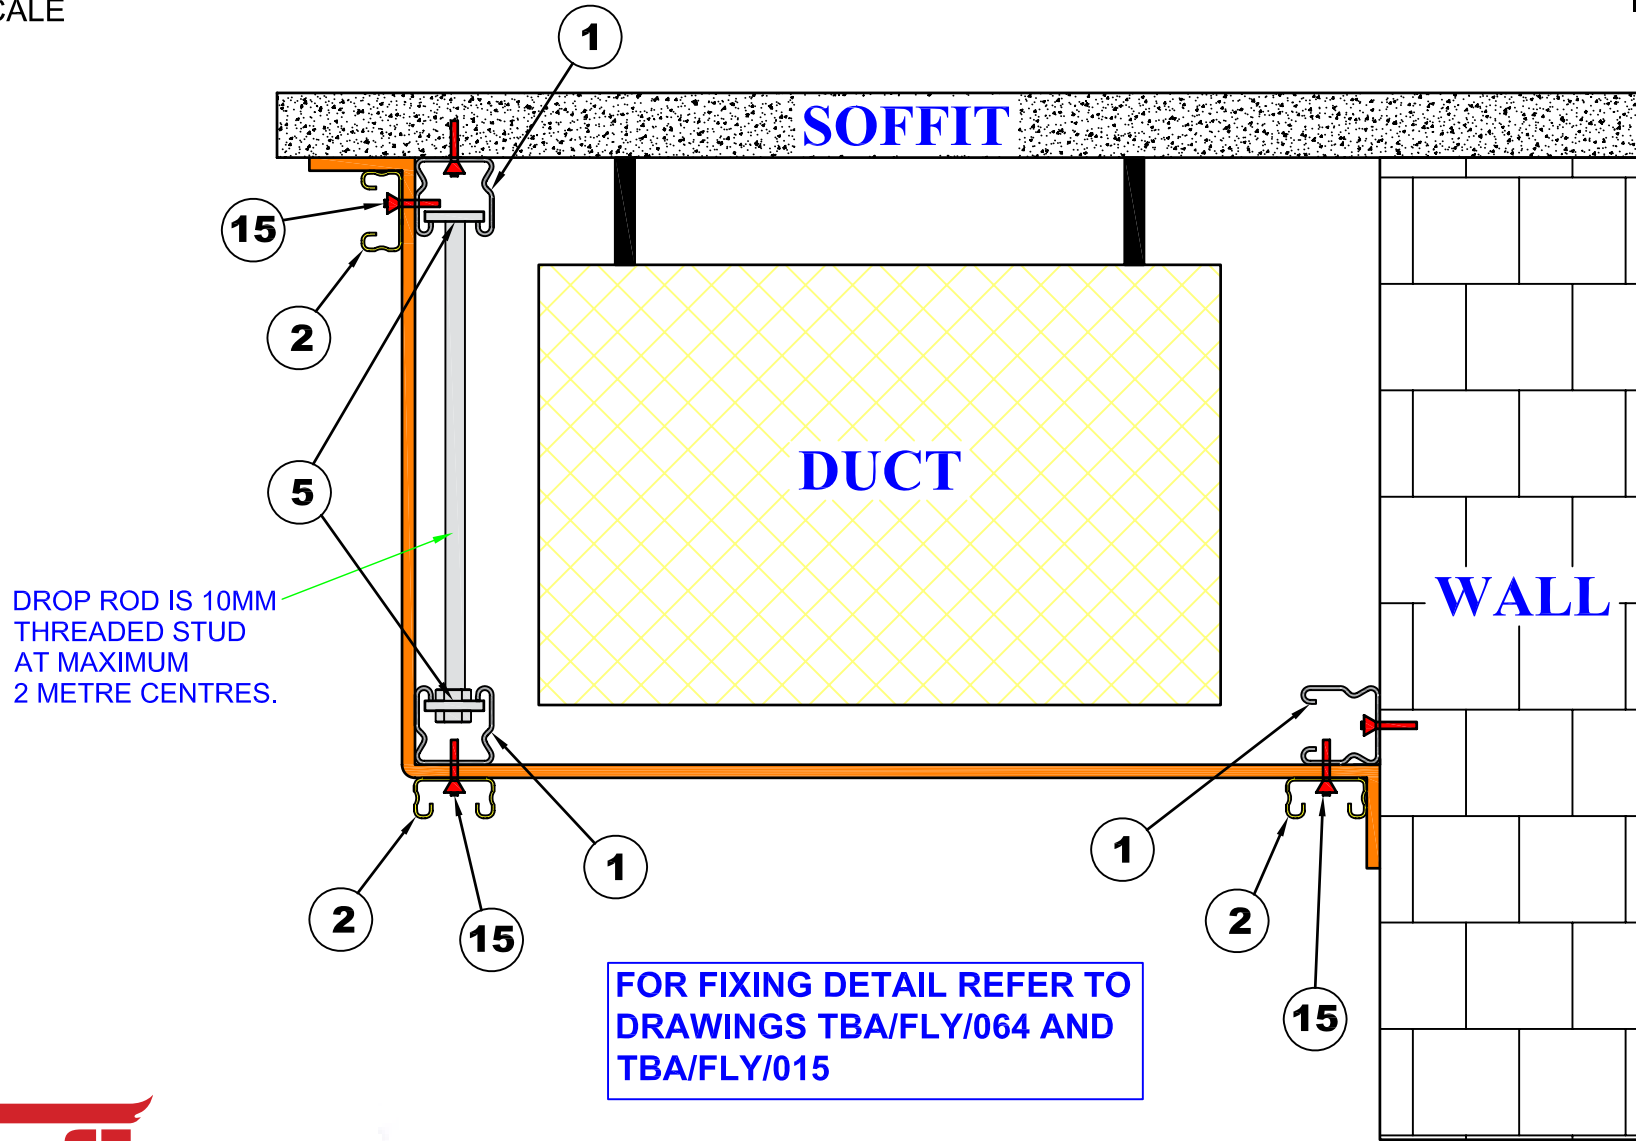 1
SOFFIT
15
2
DUCT
5
DROP ROD IS 10MM
THREADED STUD
AT MAXIMUM
2 METRE CENTRES.
WALL
1
1
2
15
2
15
FOR FIXING DETAIL REFER TO
DRAWINGS TBA/FLY/064 AND
TBA/FLY/015